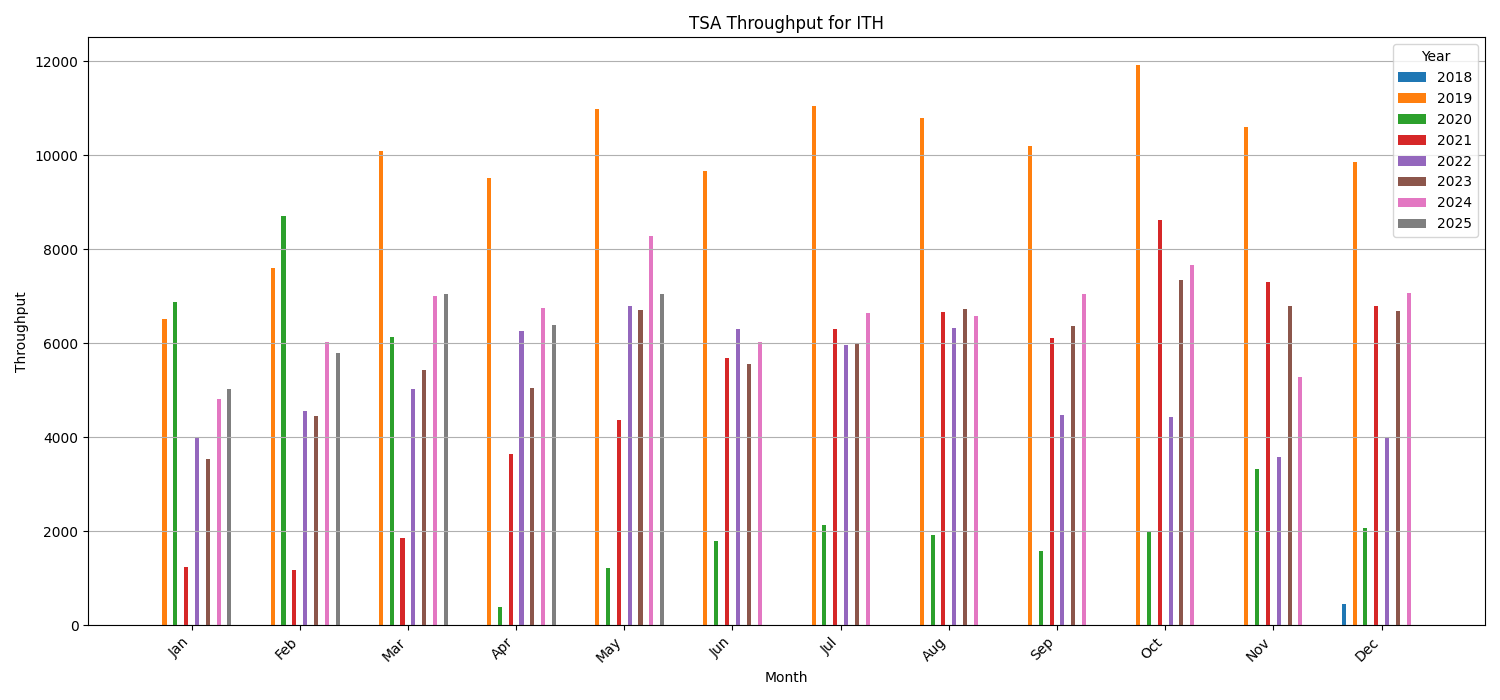 TSA Throughput for ITH
Throughput
12000
10000
8000
6000
4000
2000
0
Jan
Feb
Mar
Apr
May
Jun
Jul
Aug
Sep
Oct
Nov
Dec
Month
Year
2018
2019
2020
2021
2022
2023
2024
2025